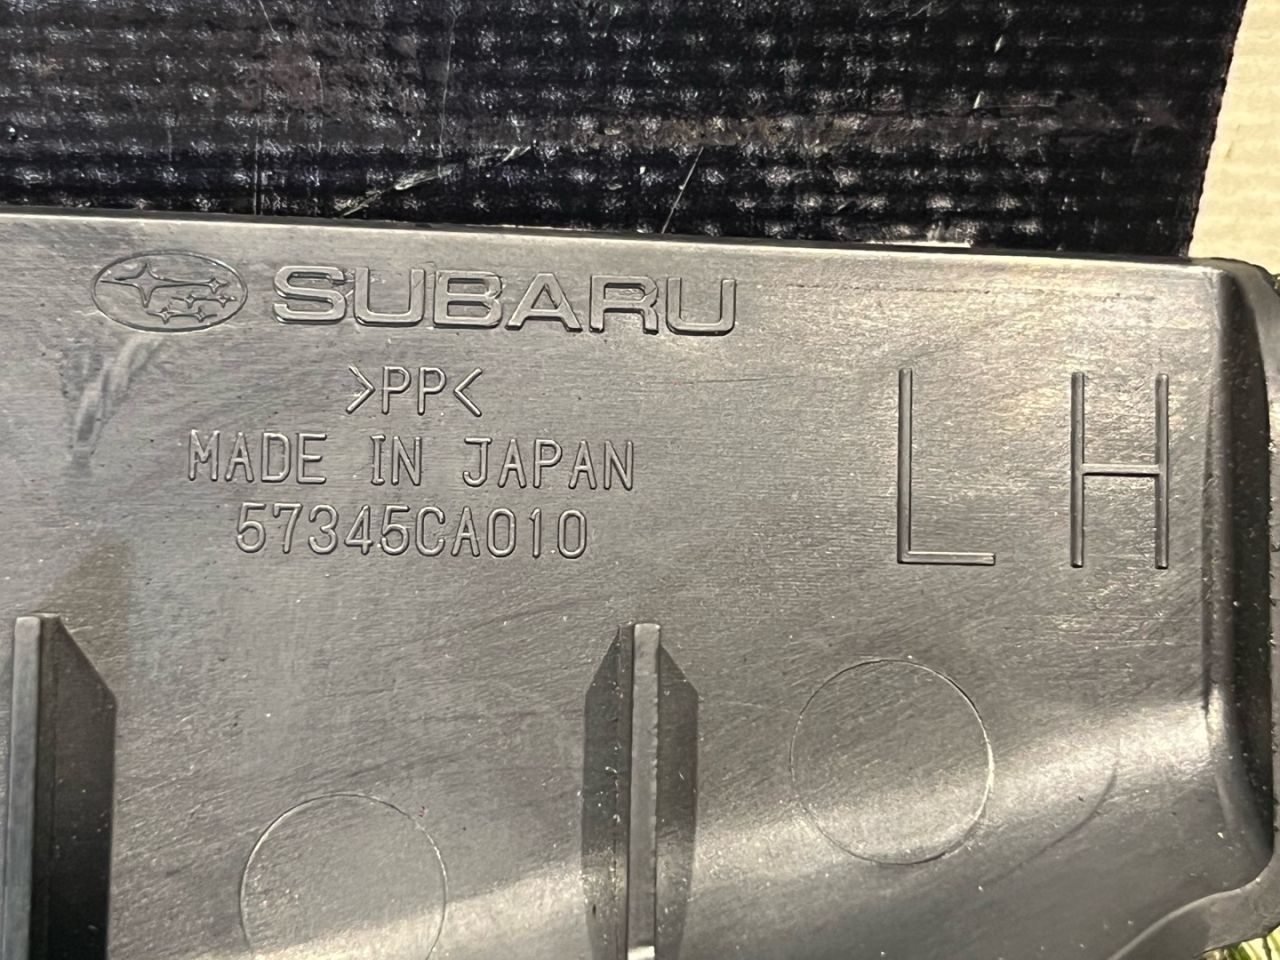 SUBARU
>PP<
MADE IN JAPAN
57345CA010
LH